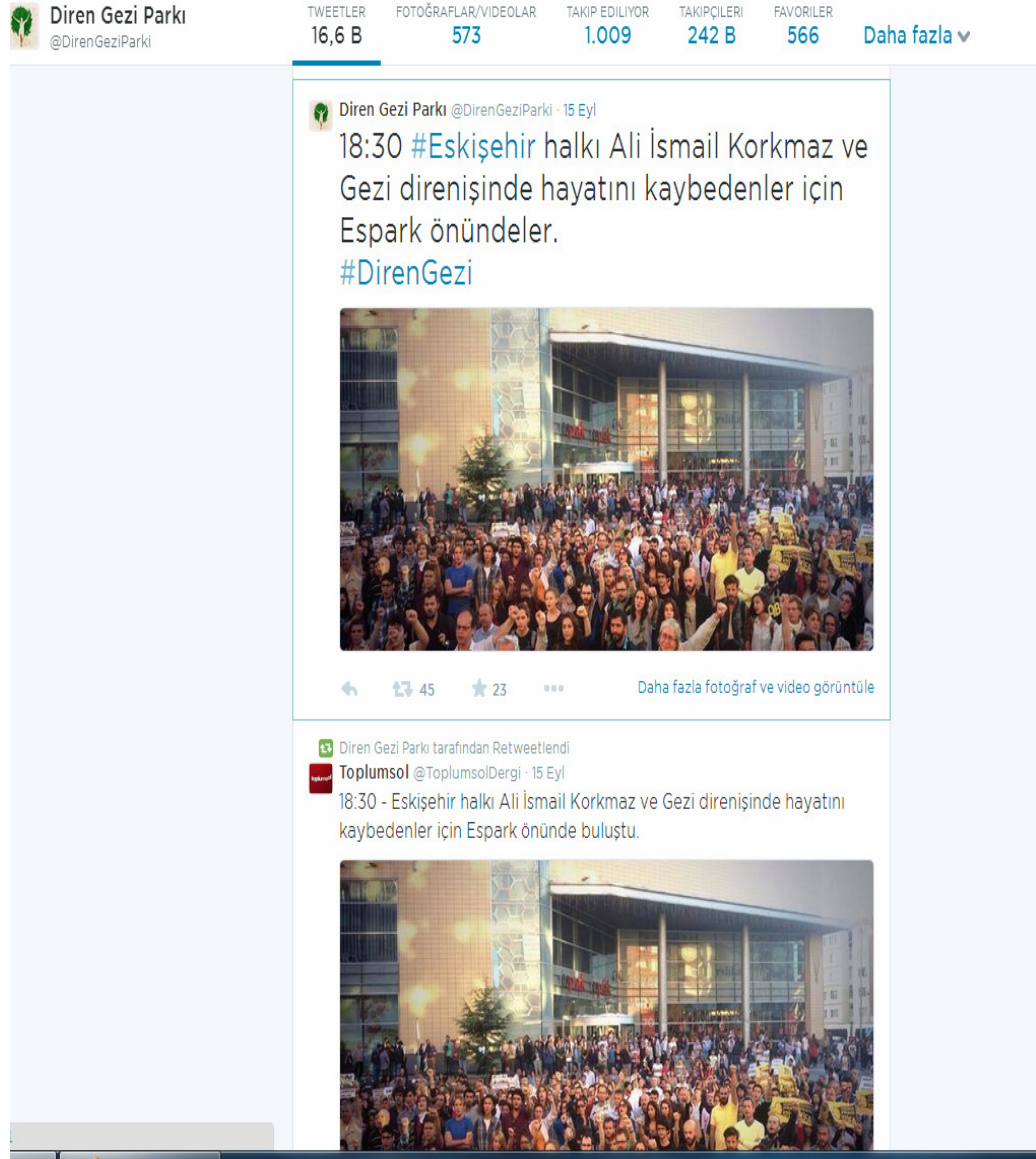 Diren Gezi Parkı
@DirenGeziParki
TWEETLER FOTOĞRAFLAR/VIDEOLAR TAKIP EDILIYOR TAKIPÇILERI FAVORILER
16,6 B 573 1.009 242 B 566 Daha fazla
Diren Gezi Parkı @DirenGeziParki · 15 Eyl
18:30 #Eskişehir halkı Ali İsmail Korkmaz ve
Gezi direnişinde hayatını kaybedenler için
Espark önündeler.
#DirenGezi
45 23 Daha fazla fotoğraf ve video görüntüle
Diren Gezi Parkı tarafından Retweetlendi
Toplumsol @ToplumsolDergi · 15 Eyl
18:30 - Eskişehir halkı Ali İsmail Korkmaz ve Gezi direnişinde hayatını
kaybedenler için Espark önünde buluştu.